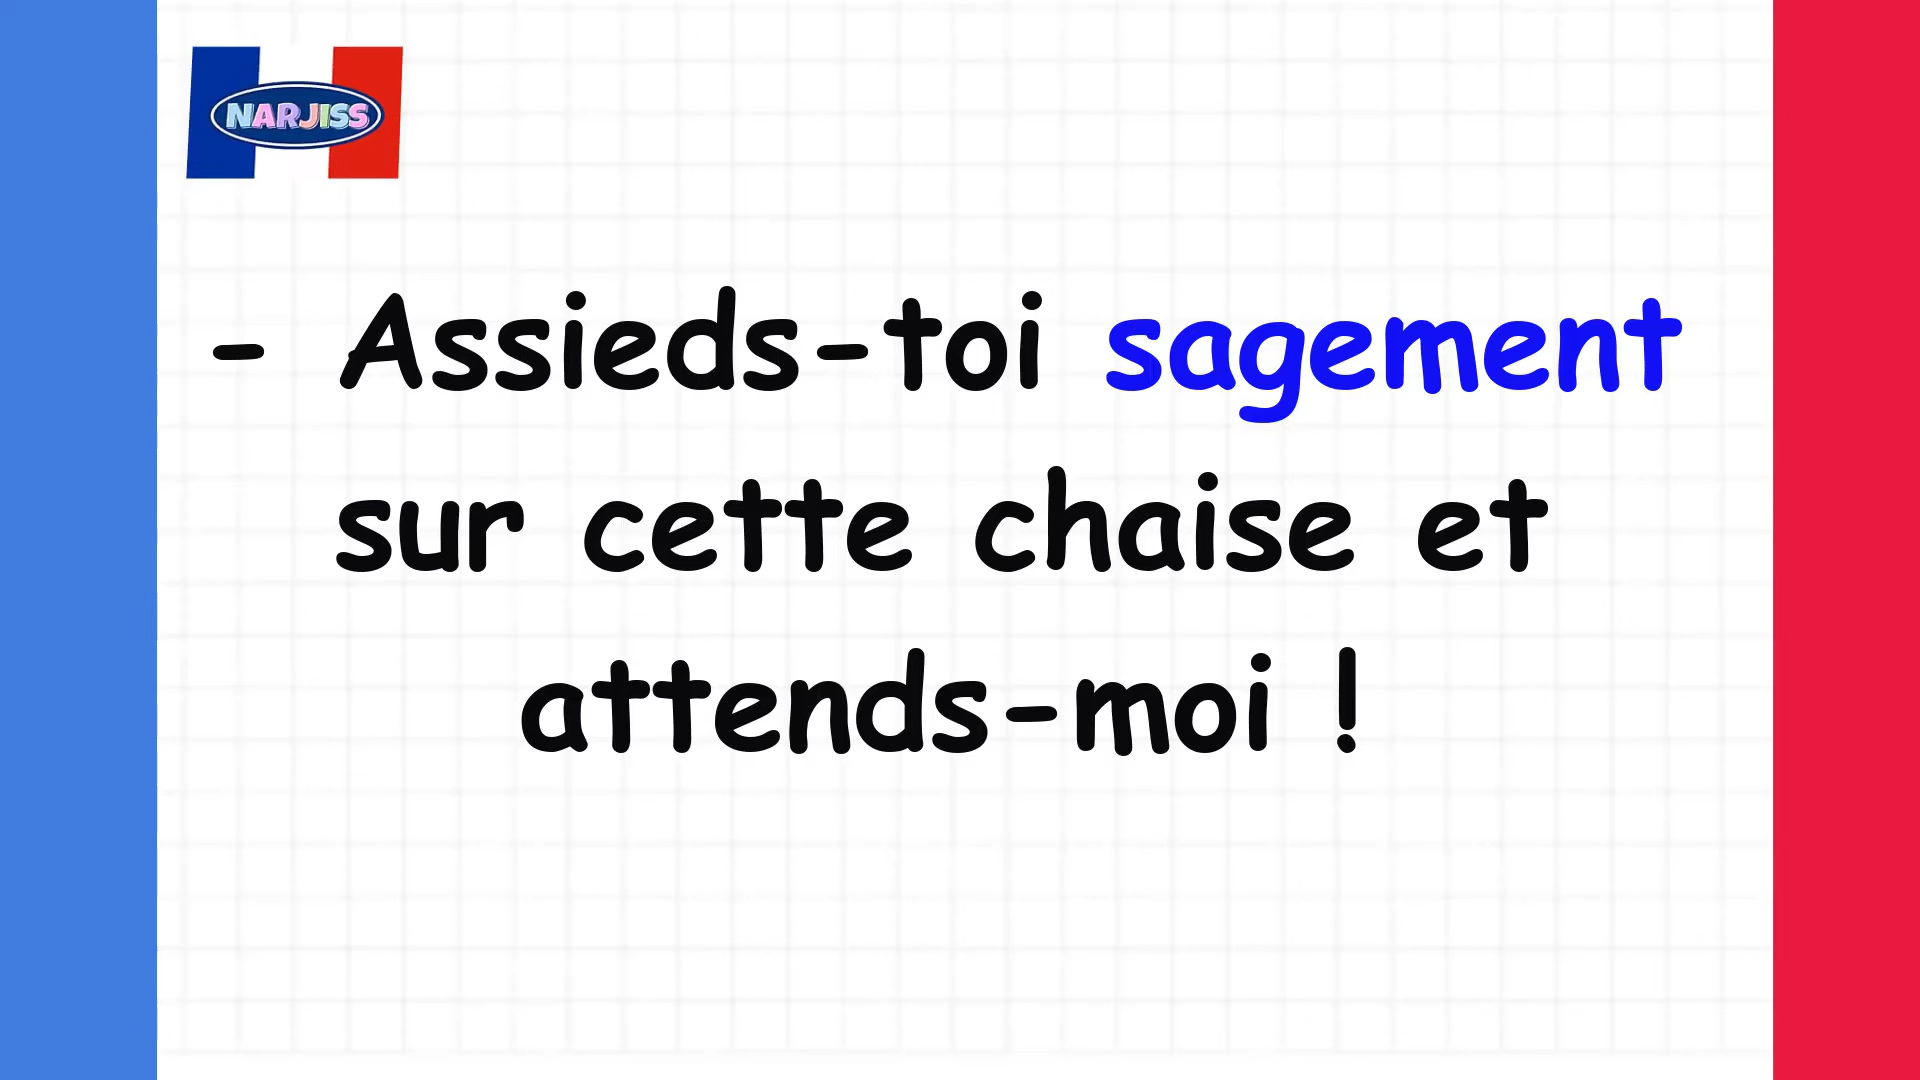 NARJISS
- Assieds-toi sagement
sur cette chaise et
attends-moi !